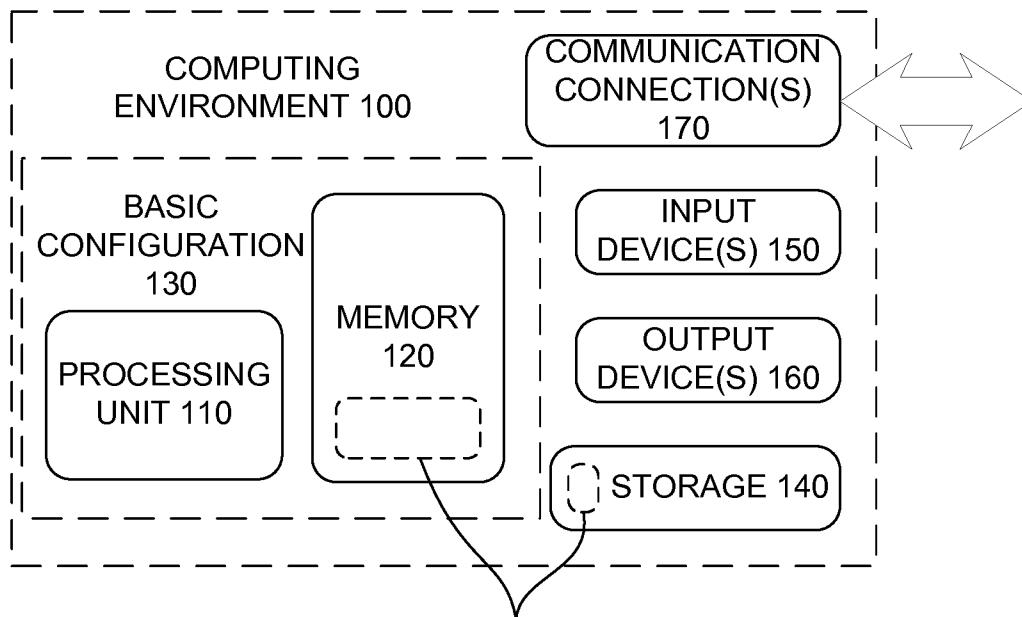 COMPUTING
ENVIRONMENT 100
COMMUNICATION
CONNECTION(S)
170
BASIC
CONFIGURATION
130
PROCESSING
UNIT 110
MEMORY
120
INPUT
DEVICE(S) 150
OUTPUT
DEVICE(S) 160
STORAGE 140